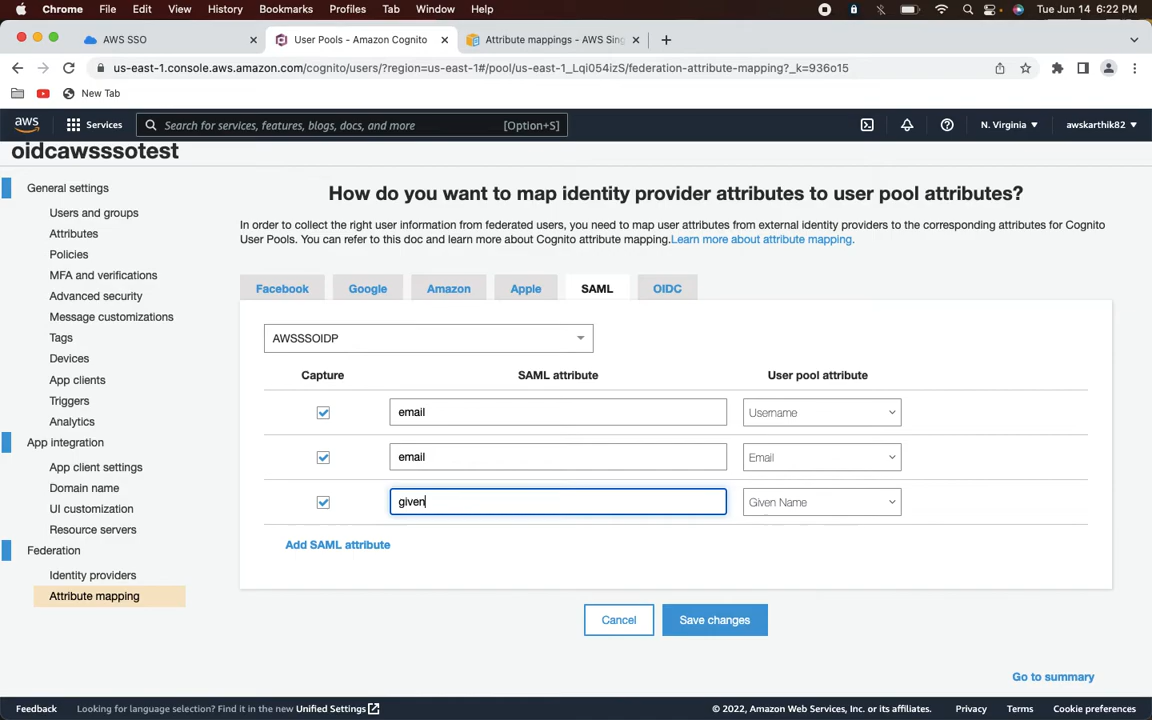 Chrome File Edit View History Bookmarks Profiles Tab Window Help Tue Jun 14 6:22 PM
AWS SSO User Pools - Amazon Cognito Attribute mappings - AWS Sing
us-east-1.console.aws.amazon.com/cognito/users/?region=us-east-1#/pool/us-east-1_Lqi054izS/federation-attribute-mapping?_k=936o15
New Tab
aws Services Search for services, features, blogs, docs, and more [Option+S] N. Virginia awskarthik82
oidcawsssotest
General settings
Users and groups
Attributes
Policies
MFA and verifications
Advanced security
Message customizations
Tags
Devices
App clients
Triggers
Analytics
App integration
App client settings
Domain name
UI customization
Resource servers
Federation
Identity providers
Attribute mapping
How do you want to map identity provider attributes to user pool attributes?
In order to collect the right user information from federated users, you need to map user attributes from external identity providers to the corresponding attributes for Cognito
User Pools. You can refer to this doc and learn more about Cognito attribute mapping.Learn more about attribute mapping.
Facebook Google Amazon Apple SAML OIDC
AWSSSOIDP
Capture SAML attribute User pool attribute
email Username
email Email
given Given Name
Add SAML attribute
Cancel Save changes
Go to summary
Feedback Looking for language selection? Find it in the new Unified Settings © 2022, Amazon Web Services, Inc. or its affiliates. Privacy Terms Cookie preferences